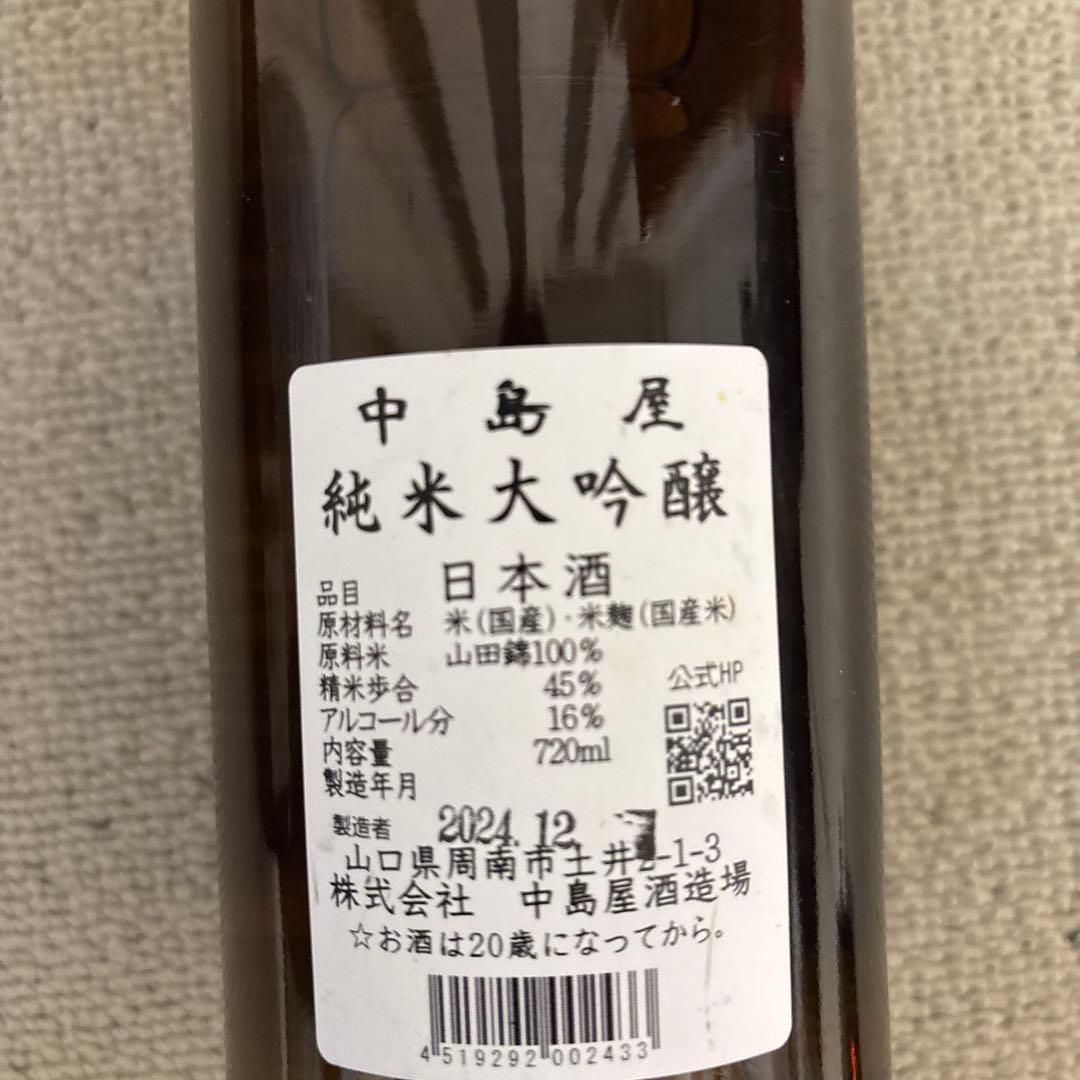 中島屋
純米大吟醸
品目 日本酒
原材料名 米(国産)・米麹(国産米)
原料米 山田錦100%
精米歩合 45%
公式HP
アルコール分 16%
内容量 720ml
製造年月
2024.12.
製造者
山口県周南市土井2-1-3
株式会社 中島屋酒造場
☆お酒は20歳になってから。
4519292002433